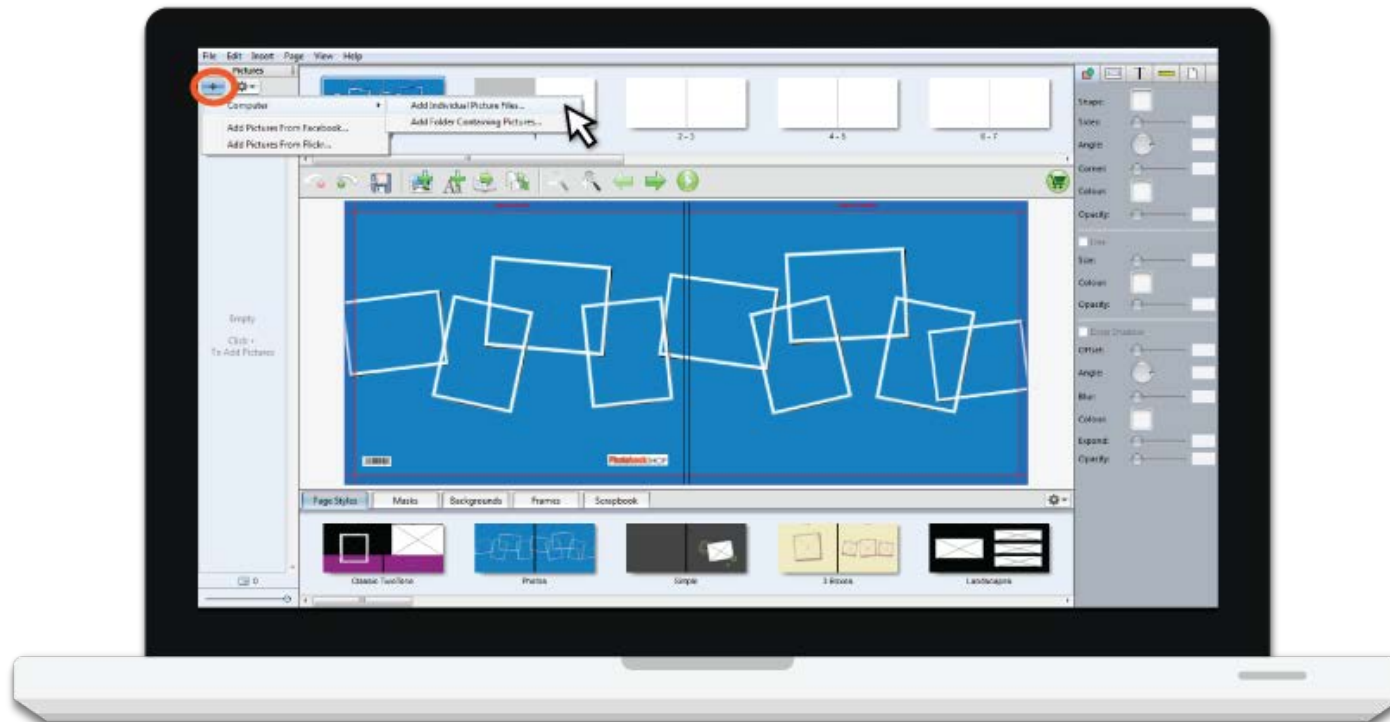 File Edit Insert Page View Help
Pictures
Computer
Add Pictures From Facebook...
Add Pictures From Flickr...
Add Individual Picture Files...
Add Folder Containing Pictures...
1
2-3
4-5
6-7
Empty
Click +
To Add Pictures
0
PhotobookSHOP
Page Styles Masks Backgrounds Frames Scrapbook
Classic TwoTone
Photos
Simple
3 Boxes
Landscapes
T
Shape:
Sides:
Angle:
Corner:
Colour:
Opacity:
Line
Size:
Colour:
Opacity:
Drop Shadow
Offset:
Angle:
Blur:
Colour:
Expand:
Opacity: